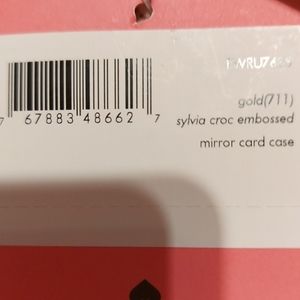 gold(711)
7 67883 48662 7
sylvia croc embossed
mirror card case